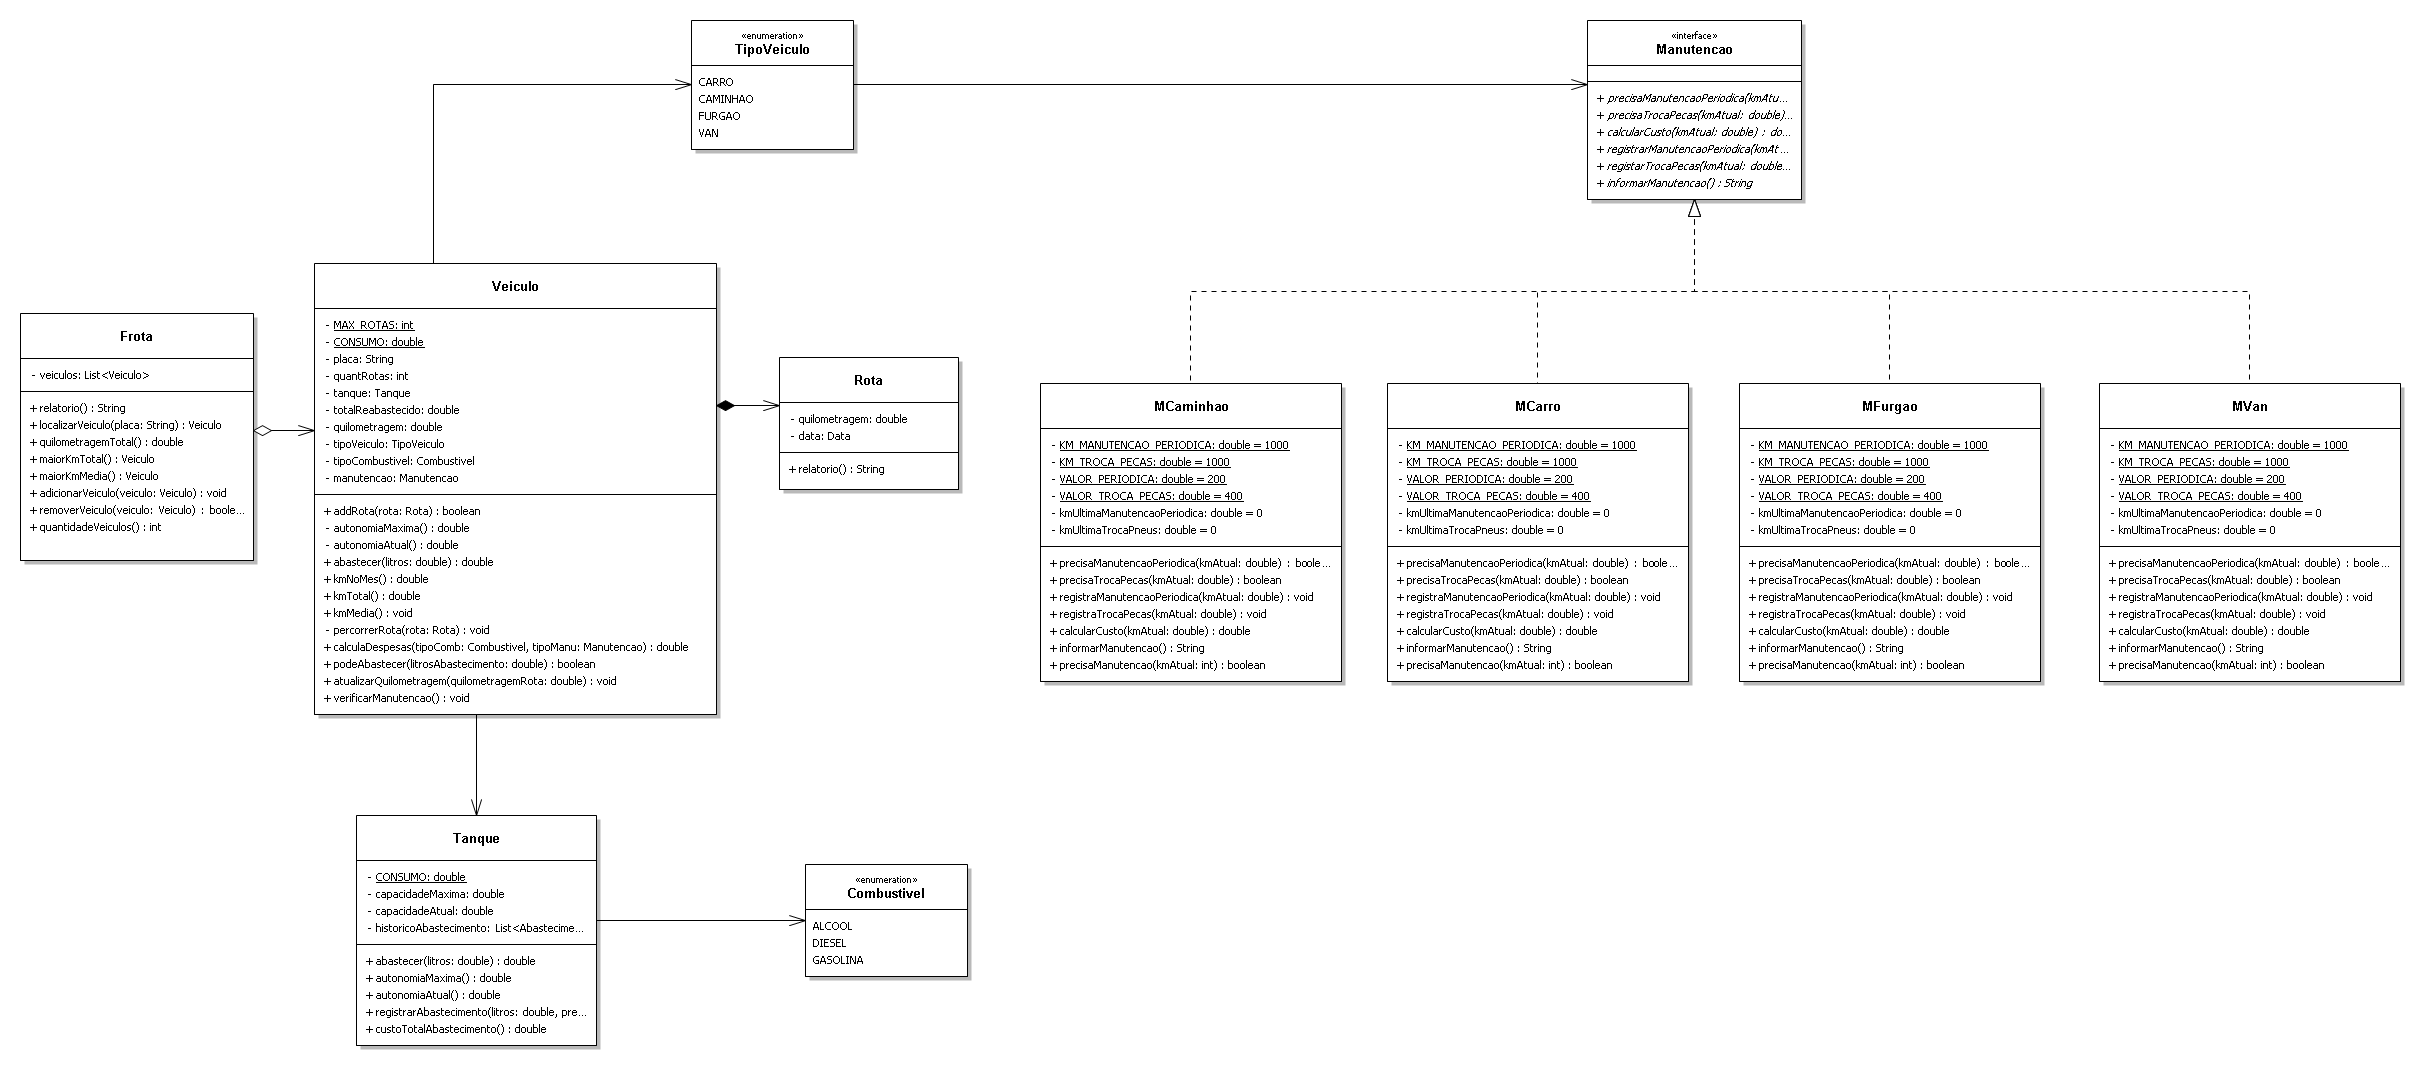 «enumeration»
TipoVeiculo
CARRO
CAMINHAO
FURGAO
VAN
«interface»
Manutencao
+ precisaManutencaoPeriodica(kmAtu...
+ precisaTrocaPecas(kmAtual: double)...
+ calcularCusto(kmAtual: double) : do...
+ registrarManutencaoPeriodica(kmAt...
+ registarTrocaPecas(kmAtual: double...
+ informarManutencao() : String
Frota
- veiculos: List<Veiculo>
+ relatorio() : String
+ localizarVeiculo(placa: String) : Veiculo
+ quilometragemTotal() : double
+ maiorKmTotal() : Veiculo
+ maiorKmMedia() : Veiculo
+ adicionarVeiculo(veiculo: Veiculo) : void
+ removerVeiculo(veiculo: Veiculo) : boole...
+ quantidadeVeiculos() : int
Veiculo
- MAX_ROTAS: int
- CONSUMO: double
- placa: String
- quantRotas: int
- tanque: Tanque
- totalReabastecido: double
- quilometragem: double
- tipoVeiculo: TipoVeiculo
- tipoCombustivel: Combustivel
- manutencao: Manutencao
+ addRota(rota: Rota) : boolean
- autonomiaMaxima() : double
- autonomiaAtual() : double
+ abastecer(litros: double) : double
+ kmNoMes() : double
+ kmTotal() : double
+ kmMedia() : void
- percorrerRota(rota: Rota) : void
+ calculaDespesas(tipoComb: Combustivel, tipoManu: Manutencao) : double
+ podeAbastecer(litrosAbastecimento: double) : boolean
+ atualizarQuilometragem(quilometragemRota: double) : void
+ verificarManutencao() : void
Rota
- quilometragem: double
- data: Data
+ relatorio() : String
MCaminhao
- KM_MANUTENCAO_PERIODICA: double = 1000
- KM_TROCA_PECAS: double = 1000
- VALOR_PERIODICA: double = 200
- VALOR_TROCA_PECAS: double = 400
- kmUltimaManutencaoPeriodica: double = 0
- kmUltimaTrocaPneus: double = 0
+ precisaManutencaoPeriodica(kmAtual: double) : boole...
+ precisaTrocaPecas(kmAtual: double) : boolean
+ registraManutencaoPeriodica(kmAtual: double) : void
+ registraTrocaPecas(kmAtual: double) : void
+ calcularCusto(kmAtual: double) : double
+ informarManutencao() : String
+ precisaManutencao(kmAtual: int) : boolean
MCarro
- KM_MANUTENCAO_PERIODICA: double = 1000
- KM_TROCA_PECAS: double = 1000
- VALOR_PERIODICA: double = 200
- VALOR_TROCA_PECAS: double = 400
- kmUltimaManutencaoPeriodica: double = 0
- kmUltimaTrocaPneus: double = 0
+ precisaManutencaoPeriodica(kmAtual: double) : boole...
+ precisaTrocaPecas(kmAtual: double) : boolean
+ registraManutencaoPeriodica(kmAtual: double) : void
+ registraTrocaPecas(kmAtual: double) : void
+ calcularCusto(kmAtual: double) : double
+ informarManutencao() : String
+ precisaManutencao(kmAtual: int) : boolean
MFurgao
- KM_MANUTENCAO_PERIODICA: double = 1000
- KM_TROCA_PECAS: double = 1000
- VALOR_PERIODICA: double = 200
- VALOR_TROCA_PECAS: double = 400
- kmUltimaManutencaoPeriodica: double = 0
- kmUltimaTrocaPneus: double = 0
+ precisaManutencaoPeriodica(kmAtual: double) : boole...
+ precisaTrocaPecas(kmAtual: double) : boolean
+ registraManutencaoPeriodica(kmAtual: double) : void
+ registraTrocaPecas(kmAtual: double) : void
+ calcularCusto(kmAtual: double) : double
+ informarManutencao() : String
+ precisaManutencao(kmAtual: int) : boolean
MVan
- KM_MANUTENCAO_PERIODICA: double = 1000
- KM_TROCA_PECAS: double = 1000
- VALOR_PERIODICA: double = 200
- VALOR_TROCA_PECAS: double = 400
- kmUltimaManutencaoPeriodica: double = 0
- kmUltimaTrocaPneus: double = 0
+ precisaManutencaoPeriodica(kmAtual: double) : boole...
+ precisaTrocaPecas(kmAtual: double) : boolean
+ registraManutencaoPeriodica(kmAtual: double) : void
+ registraTrocaPecas(kmAtual: double) : void
+ calcularCusto(kmAtual: double) : double
+ informarManutencao() : String
+ precisaManutencao(kmAtual: int) : boolean
Tanque
- CONSUMO: double
- capacidadeMaxima: double
- capacidadeAtual: double
- historicoAbastecimento: List<Abastecime...
+ abastecer(litros: double) : double
+ autonomiaMaxima() : double
+ autonomiaAtual() : double
+ registrarAbastecimento(litros: double, pre...
+ custoTotalAbastecimento() : double
«enumeration»
Combustivel
ALCOOL
DIESEL
GASOLINA